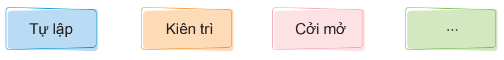 Tự lập
Kiên trì
Cởi mở
...